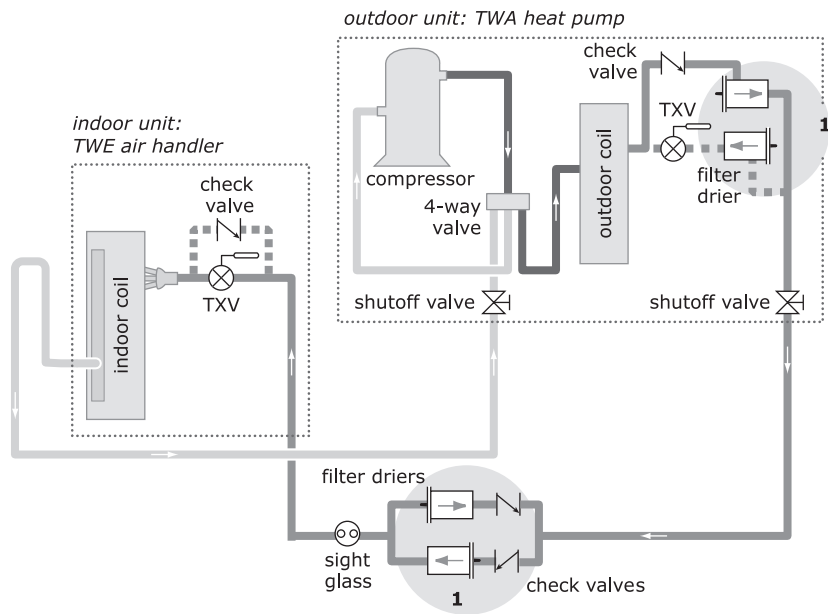 outdoor unit: TWA heat pump
check
valve
TXV
1
indoor unit:
TWE air handler
compressor
outdoor coil
filter
drier
check
valve
4-way
valve
TXV
indoor coil
shutoff valve
shutoff valve
filter driers
sight
glass
check valves
1